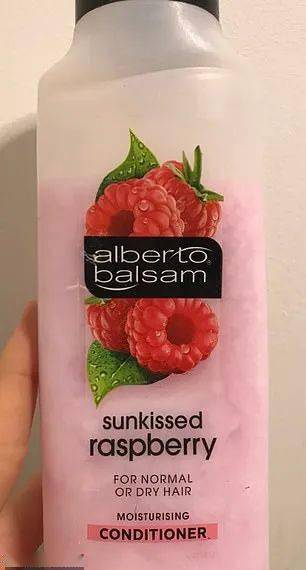 alberto
balsam®
sunkissed
raspberry
FOR NORMAL
OR DRY HAIR
MOISTURISING
CONDITIONER